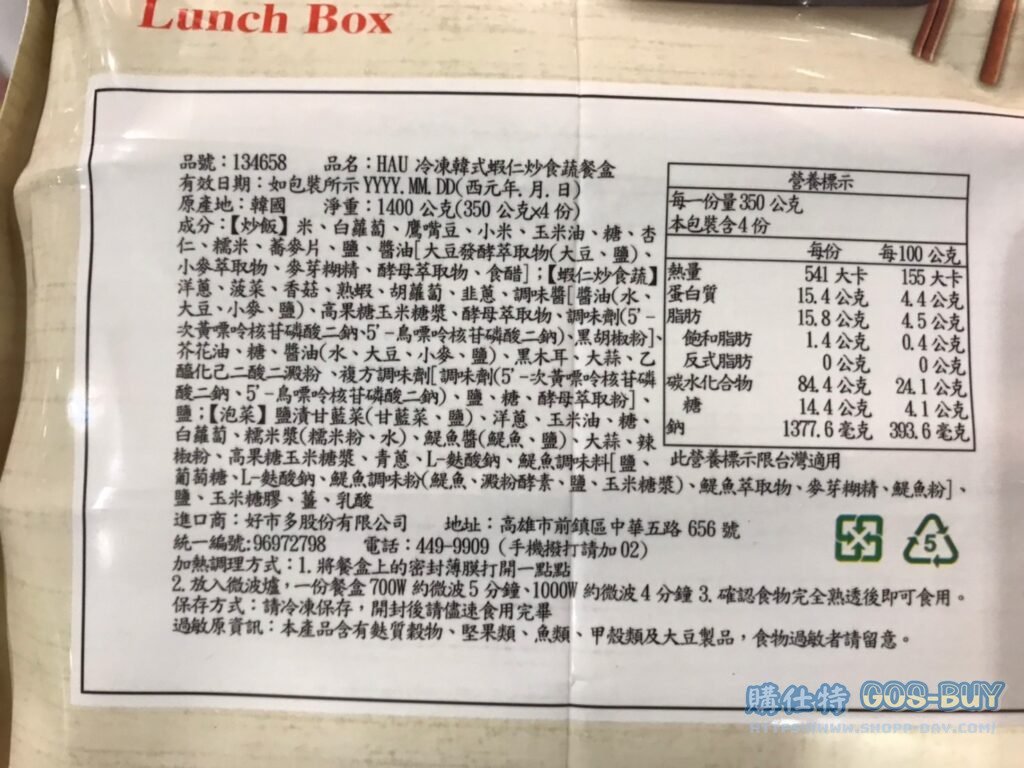 Lunch Box
品號：134658 品名：HAU 冷凍韓式蝦仁炒食蔬餐盒
有效日期：如包裝所示 YYYY.MM.DD(西元年.月.日)
原產地：韓國 淨重：1400 公克(350 公克x4 份)
成分：【炒飯】米、白蘿蔔、鷹嘴豆、小米、玉米油、糖、杏
仁、糯米、蕎麥片、鹽、醬油[大豆發酵萃取物(大豆、鹽)、
小麥萃取物、麥芽糊精、酵母萃取物、食醋]；【蝦仁炒食蔬】
洋蔥、菠菜、香菇、熟蝦、胡蘿蔔、韭蔥、調味醬[醬油(水、
大豆、小麥、鹽)、高果糖玉米糖漿、酵母萃取物、調味劑(5'-
次黃嘌呤核苷磷酸二鈉、5'-鳥嘌呤核苷磷酸二鈉)、黑胡椒粉]、
芥花油、糖、醬油(水、大豆、小麥、鹽)、黑木耳、大蒜、乙
醯化己二酸二澱粉、複方調味劑[調味劑(5'-次黃嘌呤核苷磷
酸二鈉、5'-鳥嘌呤核苷磷酸二鈉)、鹽、糖、酵母萃取粉]、
鹽；【泡菜】鹽漬甘藍菜(甘藍菜、鹽)、洋蔥、玉米油、糖、
白蘿蔔、糯米漿(糯米粉、水)、鯷魚醬(鯷魚、鹽)、大蒜、辣
椒粉、高果糖玉米糖漿、青蔥、L-麩酸鈉、鯷魚調味料[鹽、
葡萄糖、L-麩酸鈉、鯷魚調味粉(鯷魚、澱粉酵素、鹽、玉米糖漿)、鯷魚萃取物、麥芽糊精、鯷魚粉]、
鹽、玉米糖膠、薑、乳酸
進口商：好市多股份有限公司 地址：高雄市前鎮區中華五路 656 號
統一編號:96972798 電話：449-9909 (手機撥打請加 02)
加熱調理方式：1.將餐盒上的密封薄膜打開一點點
2.放入微波爐，一份餐盒 700W 約微波 5 分鐘、1000W 約微波 4 分鐘 3.確認食物完全熟透後即可食用。
保存方式：請冷凍保存，開封後請儘速食用完畢
過敏原資訊：本產品含有麩質穀物、堅果類、魚類、甲殼類及大豆製品，食物過敏者請留意。
營養標示
每一份量 350 公克
本包裝含 4 份
每份 每 100 公克
熱量 541 大卡 155 大卡
蛋白質 15.4 公克 4.4 公克
脂肪 15.8 公克 4.5 公克
飽和脂肪 1.4 公克 0.4 公克
反式脂肪 0 公克 0 公克
碳水化合物 84.4 公克 24.1 公克
糖 14.4 公克 4.1 公克
鈉 1377.6 毫克 393.6 毫克
此營養標示限台灣適用
5
購仕特 GOS-BUY
HTTPS://WWW.SHOPP-DAY.COM/